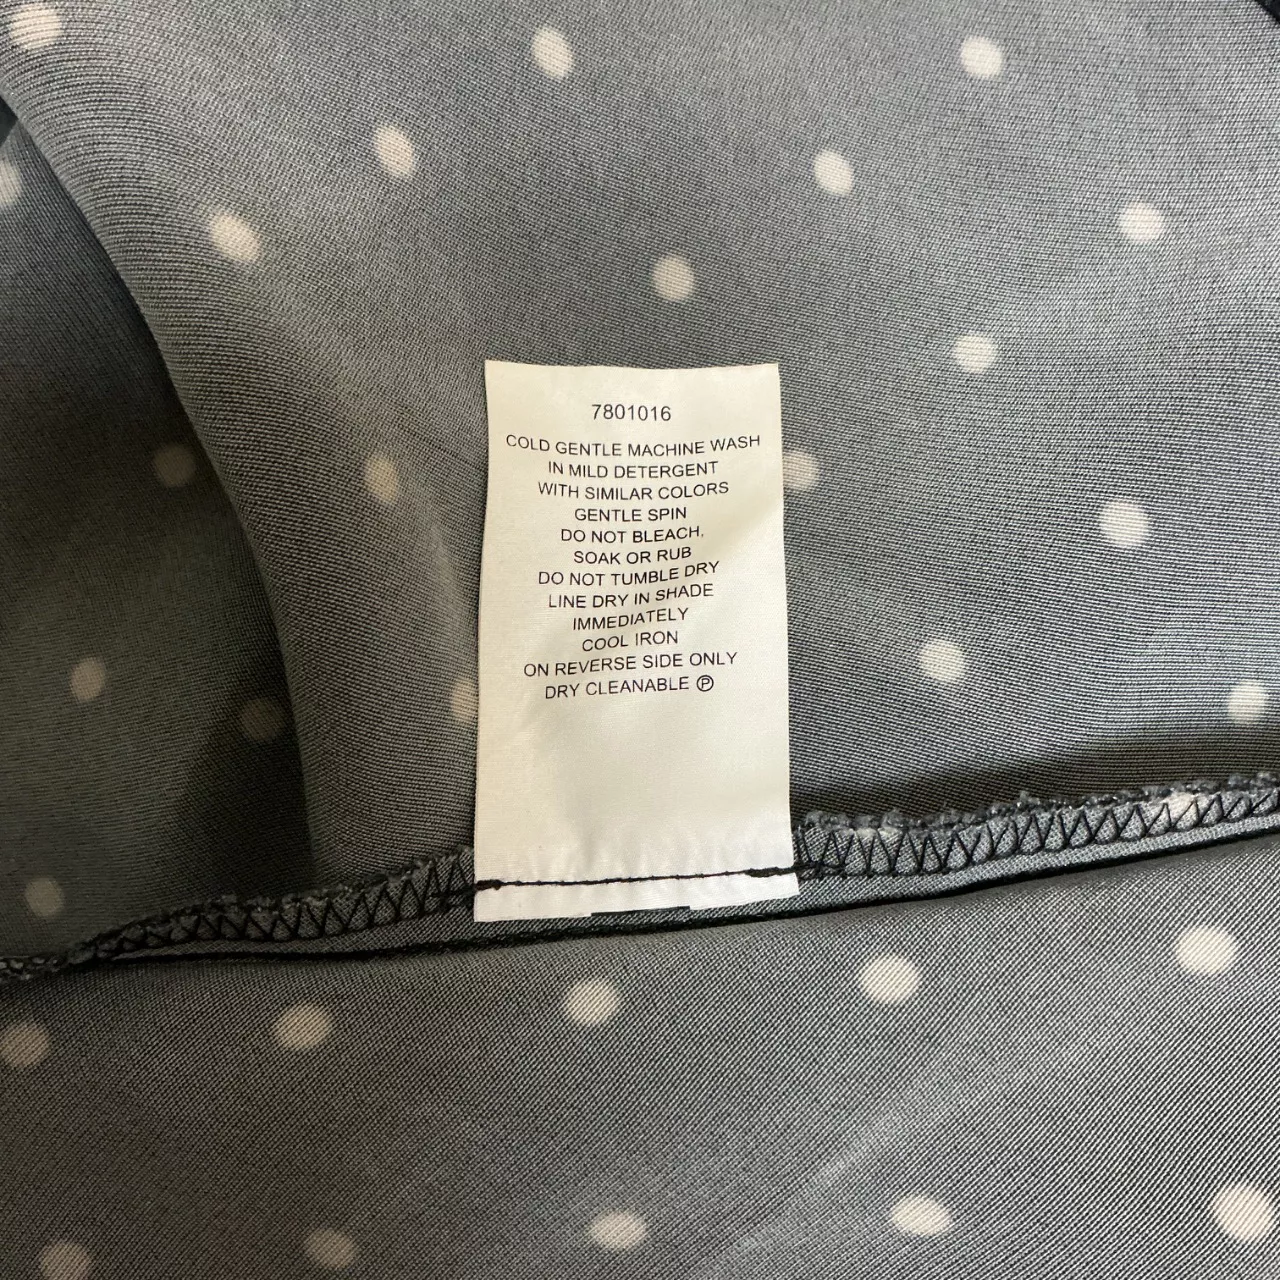 7801016
COLD GENTLE MACHINE WASH
IN MILD DETERGENT
WITH SIMILAR COLORS
GENTLE SPIN
DO NOT BLEACH,
SOAK OR RUB
DO NOT TUMBLE DRY
LINE DRY IN SHADE
IMMEDIATELY
COOL IRON
ON REVERSE SIDE ONLY
DRY CLEANABLE Ⓟ